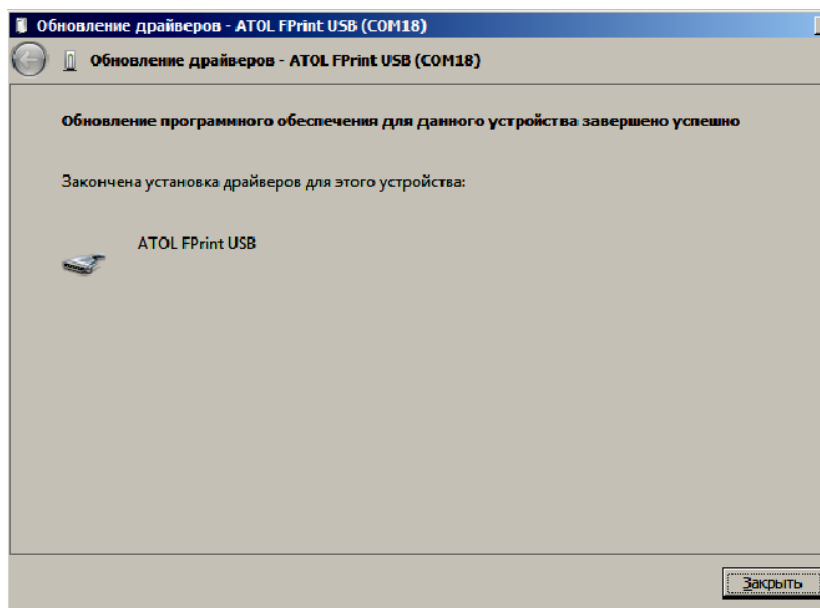 Обновление драйверов - ATOL FPrint USB (COM18)
Обновление драйверов - ATOL FPrint USB (COM18)
Обновление программного обеспечения для данного устройства завершено успешно
Закончена установка драйверов для этого устройства:
ATOL FPrint USB
Закрыть